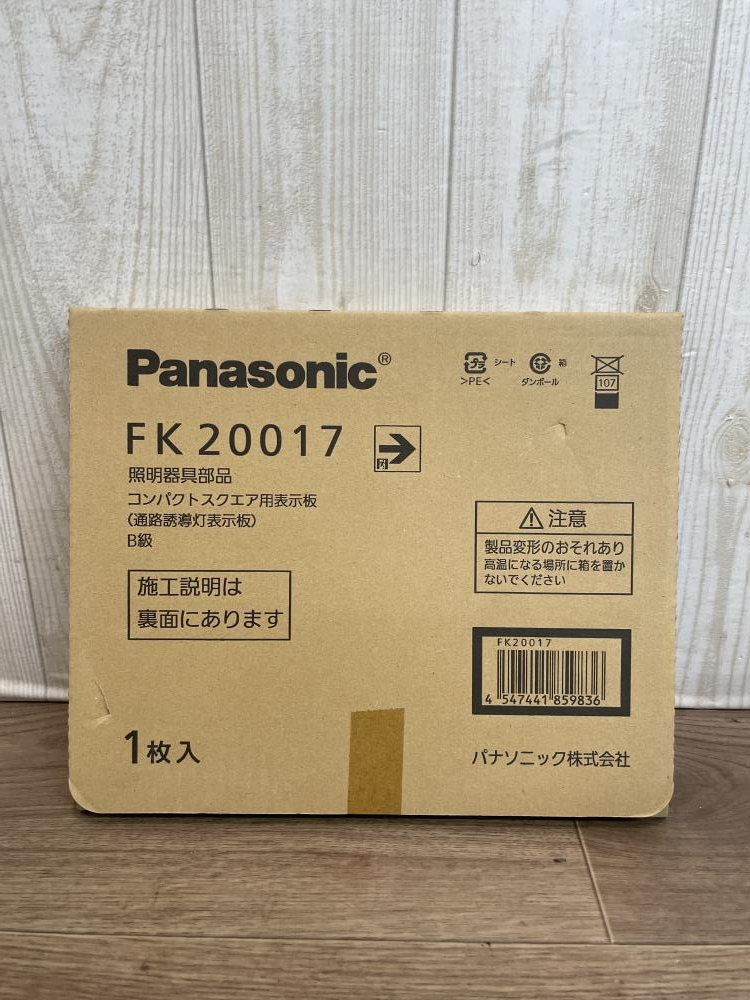 Panasonic®
プラ シート
>PE<
箱
ダンボール
107
FK20017
照明器具部品
コンパクトスクエア用表示板
(通路誘導灯表示板)
B級
施工説明は
裏面にあります
⚠注意
製品変形のおそれあり
高温になる場所に箱を置か
ないでください
FK20017
4 547441 859836
1枚入
パナソニック株式会社